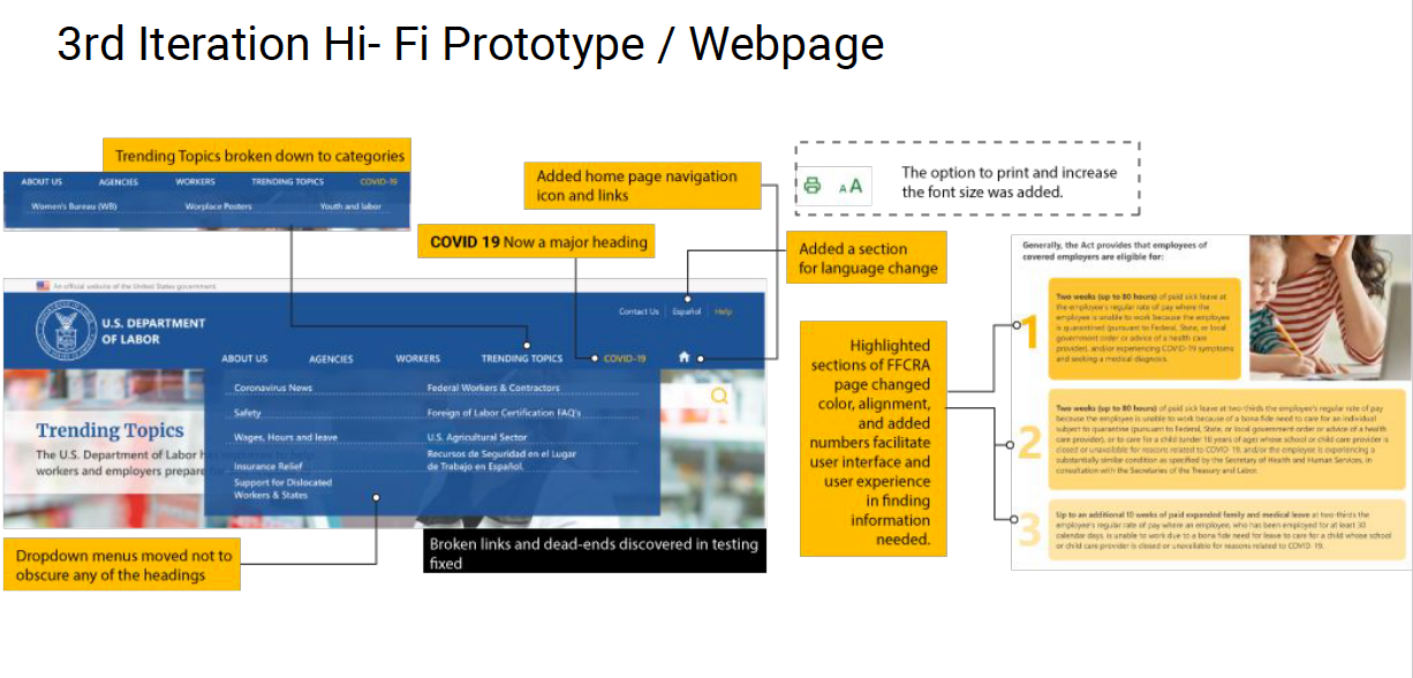 3rd Iteration Hi- Fi Prototype / Webpage
Trending Topics broken down to categories
ABOUT US AGENCIES WORKERS TRENDING TOPICS COVID-19
Women's Bureau (WB) Worplace Posters Youth and labor
Added home page navigation
icon and links
COVID 19 Now a major heading
The option to print and increase
the font size was added.
A A
Added a section
for language change
An official website of the United States government.
U.S. DEPARTMENT
OF LABOR
Contact Us Español Help
ABOUT US AGENCIES WORKERS TRENDING TOPICS COVID-19
Coronavirus News Federal Workers & Contractors
Safety Foreign of Labor Certification FAQ's
Wages, Hours and leave U.S. Agricultural Sector
Insurance Relief Recursos de Seguridad en el Lugar
de Trabajo en Español.
Support for Dislocated
Workers & States
Trending Topics
The U.S. Department of Labor has help
workers and employers prepare
Dropdown menus moved not to
obscure any of the headings
Broken links and dead-ends discovered in testing
fixed
Highlighted
sections of FFCRA
page changed
color, alignment,
and added
numbers facilitate
user interface and
user experience
in finding
information
needed.
Generally, the Act provides that employees of
covered employers are eligible for:
1
Two weeks (up to 80 hours) of paid sick leave at
the employee's regular rate of pay where the
employee is unable to work because the employee
is quarantined (pursuant to Federal, State, or local
government order or advice of a health care
provider), and/or experiencing COVID-19 symptoms
and seeking a medical diagnosis.
2
Two weeks (up to 80 hours) of paid sick leave at two-thirds the employee's regular rate of pay
because the employee is unable to work because of a bona fide need to care for an individual
subject to quarantine (pursuant to Federal, State, or local government order or advice of a health
care provider), or to care for a child (under 18 years of age) whose school or child care provider is
closed or unavailable for reasons related to COVID-19, and/or the employee is experiencing a
substantially similar condition as specified by the Secretary of Health and Human Services, in
consultation with the Secretaries of the Treasury and Labor.
3
Up to an additional 10 weeks of paid expanded family and medical leave at two-thirds the
employee's regular rate of pay where an employee, who has been employed for at least 30
calendar days, is unable to work due to a bona fide need for leave to care for a child whose school
or child care provider is closed or unavailable for reasons related to COVID-19.